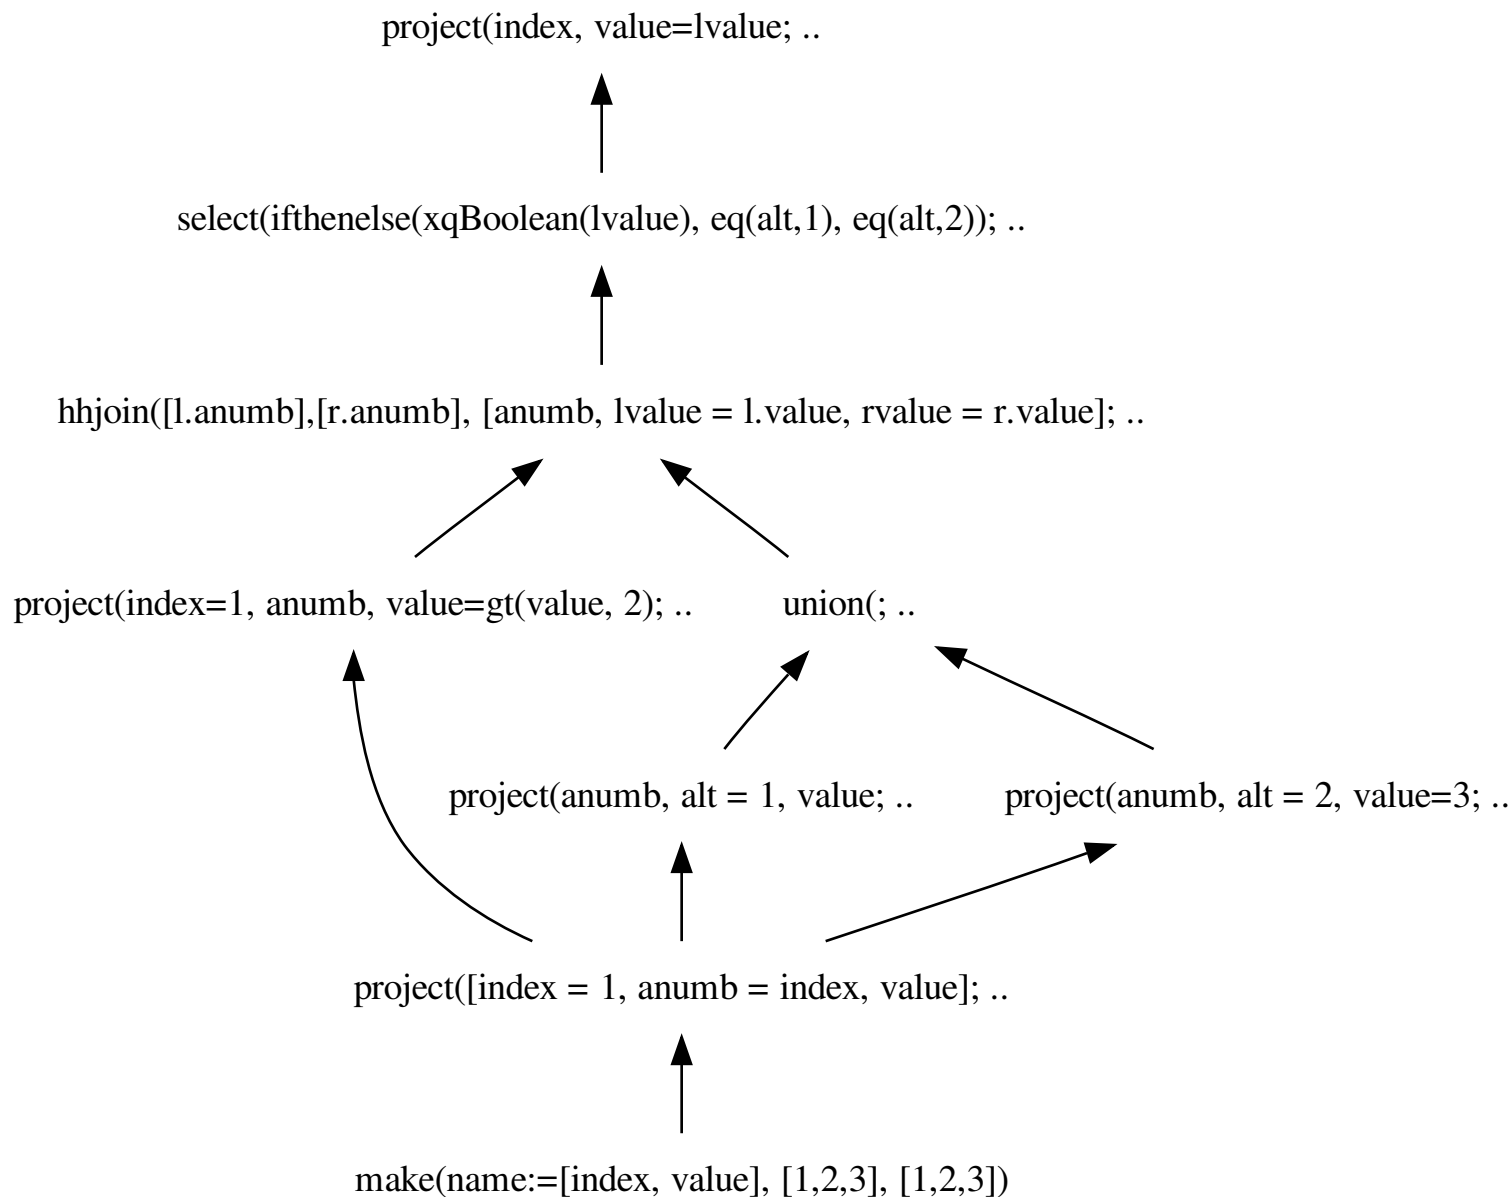 project(index, value=lvalue; ..
select(ifthenelse(xqBoolean(lvalue), eq(alt,1), eq(alt,2)); ..
hhjoin([l.anumb],[r.anumb], [anumb, lvalue = l.value, rvalue = r.value]; ..
project(index=1, anumb, value=gt(value, 2); ..
union(; ..
project(anumb, alt = 1, value; ..
project(anumb, alt = 2, value=3; ..
project([index = 1, anumb = index, value]; ..
make(name:=[index, value], [1,2,3], [1,2,3])